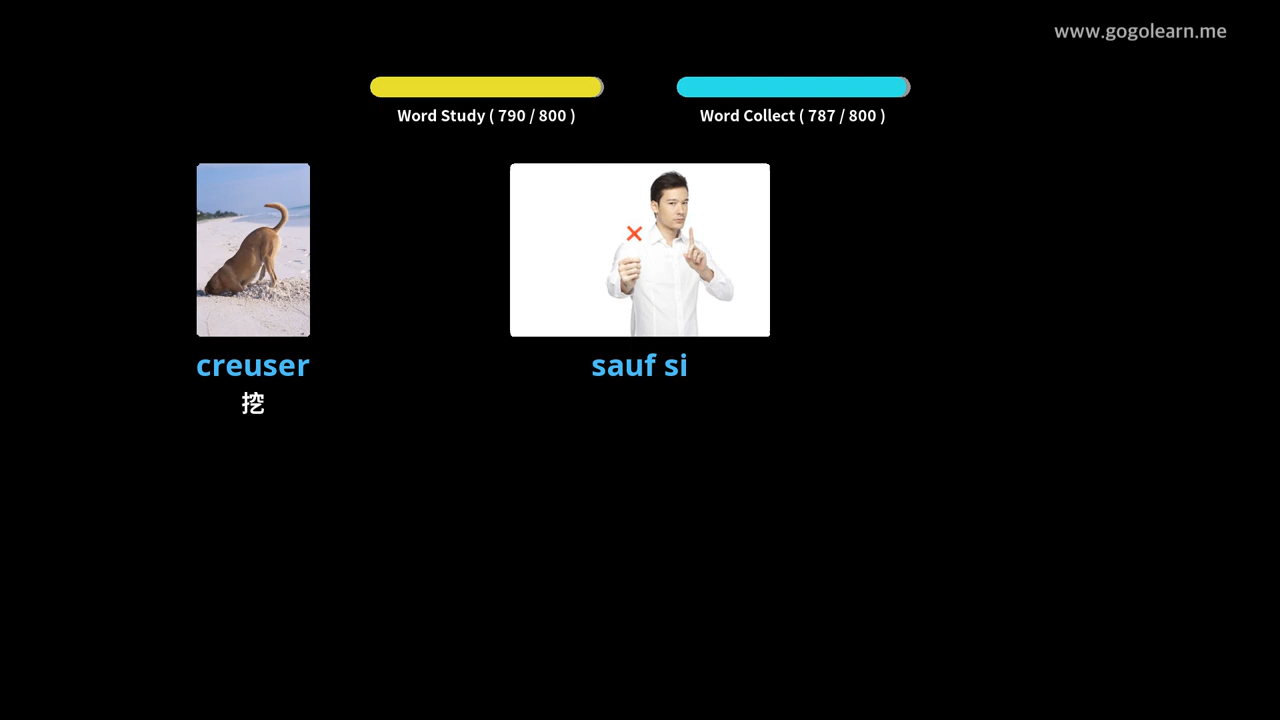 www.gogolearn.me
Word Study ( 790 / 800 )
Word Collect ( 787 / 800 )
creuser
挖
sauf si